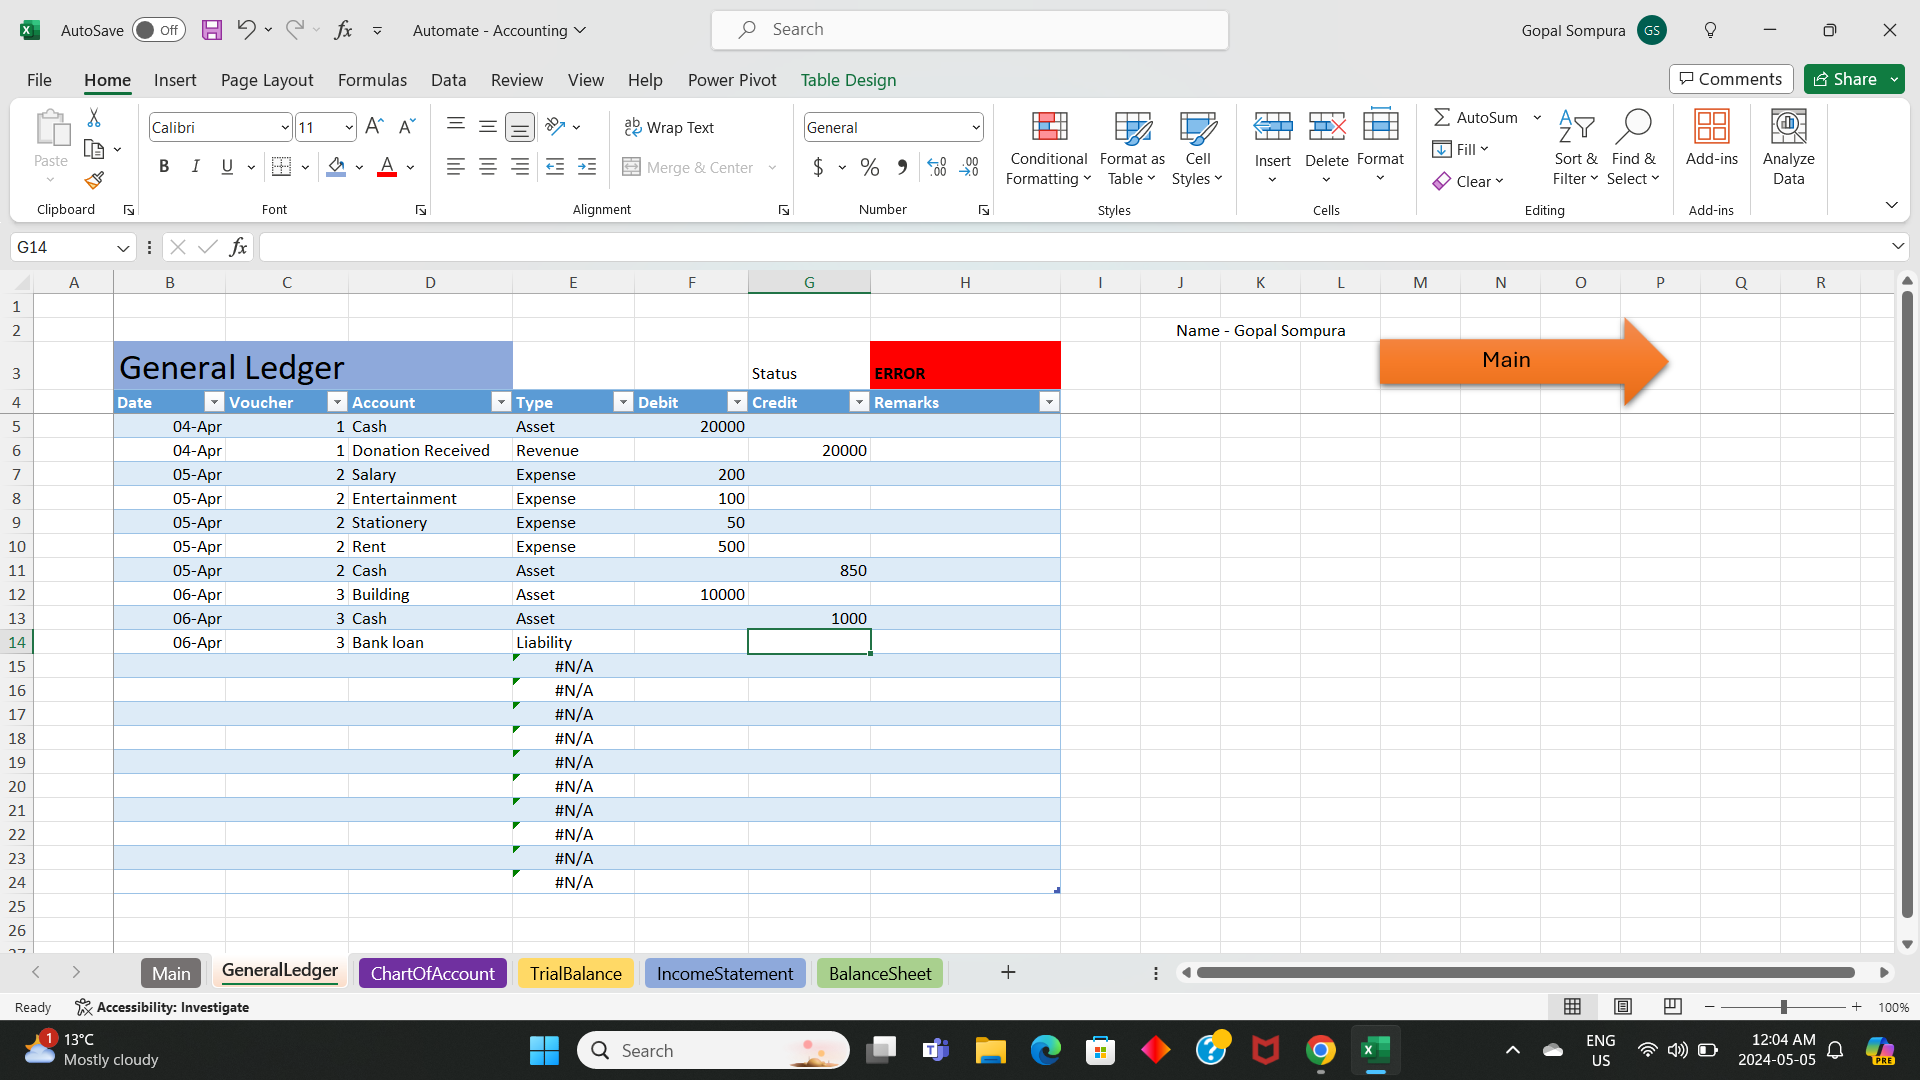 AutoSave Off Automate - Accounting Search Gopal Sompura GS
File Home Insert Page Layout Formulas Data Review View Help Power Pivot Table Design Comments Share
Paste
Clipboard
Calibri 11
B I U A
Font
Wrap Text
Merge & Center
Alignment
General
$ % 9
Number
Conditional Formatting
Format as Table
Cell Styles
Styles
Insert Delete Format
Cells
AutoSum
Fill
Clear
Sort & Filter
Find & Select
Editing
Add-ins
Add-ins
Analyze Data
G14 fx
A B C D E F G H I J K L M N O P Q R
1
2 Name - Gopal Sompura
3 General Ledger Status ERROR Main
4 Date Voucher Account Type Debit Credit Remarks
5 04-Apr 1 Cash Asset 20000
6 04-Apr 1 Donation Received Revenue 20000
7 05-Apr 2 Salary Expense 200
8 05-Apr 2 Entertainment Expense 100
9 05-Apr 2 Stationery Expense 50
10 05-Apr 2 Rent Expense 500
11 05-Apr 2 Cash Asset 850
12 06-Apr 3 Building Asset 10000
13 06-Apr 3 Cash Asset 1000
14 06-Apr 3 Bank loan Liability
15 #N/A
16 #N/A
17 #N/A
18 #N/A
19 #N/A
20 #N/A
21 #N/A
22 #N/A
23 #N/A
24 #N/A
25
26
27
Main GeneralLedger ChartOfAccount TrialBalance IncomeStatement BalanceSheet
Ready Accessibility: Investigate 100%
1 13°C
Mostly cloudy
Search
ENG
US
12:04 AM
2024-05-05
PRE